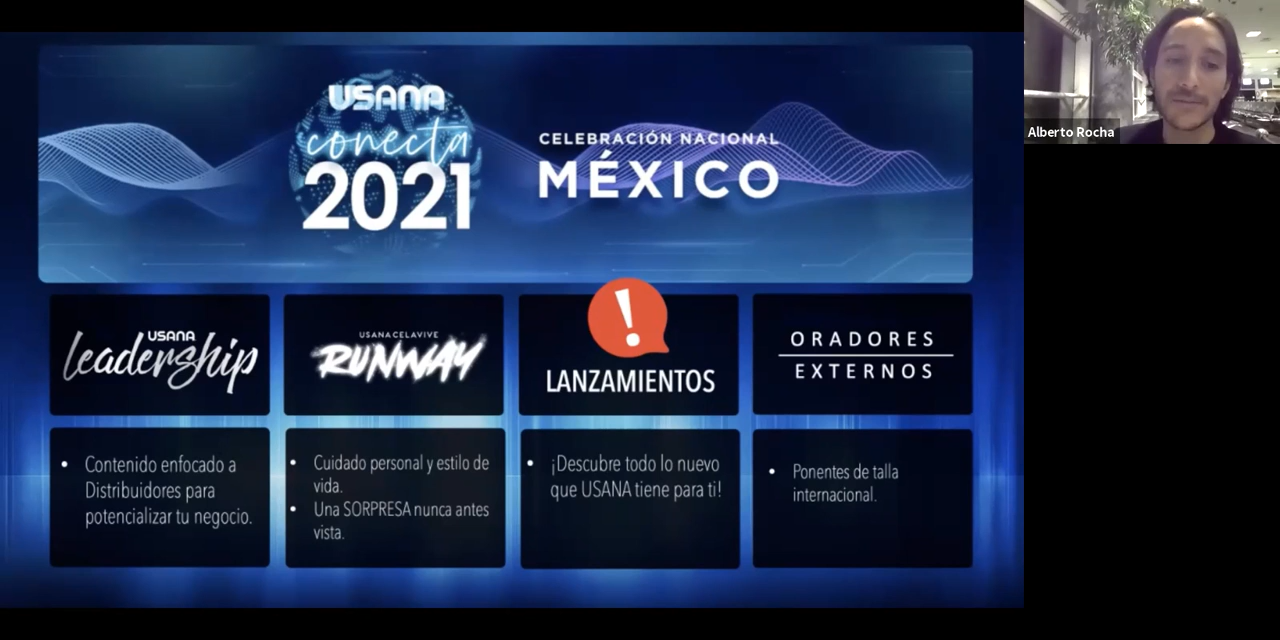 USANA
conecta
2021
CELEBRACIÓN NACIONAL
MÉXICO
Alberto Rocha
USANA
leadership
USANA CELAVIVE
RUNWAY
!
LANZAMIENTOS
ORADORES
EXTERNOS
• Contenido enfocado a
Distribuidores para
potencializar tu negocio.
• Cuidado personal y estilo de
vida.
• Una SORPRESA nunca antes
vista.
• ¡Descubre todo lo nuevo
que USANA tiene para ti!
• Ponentes de talla
internacional.